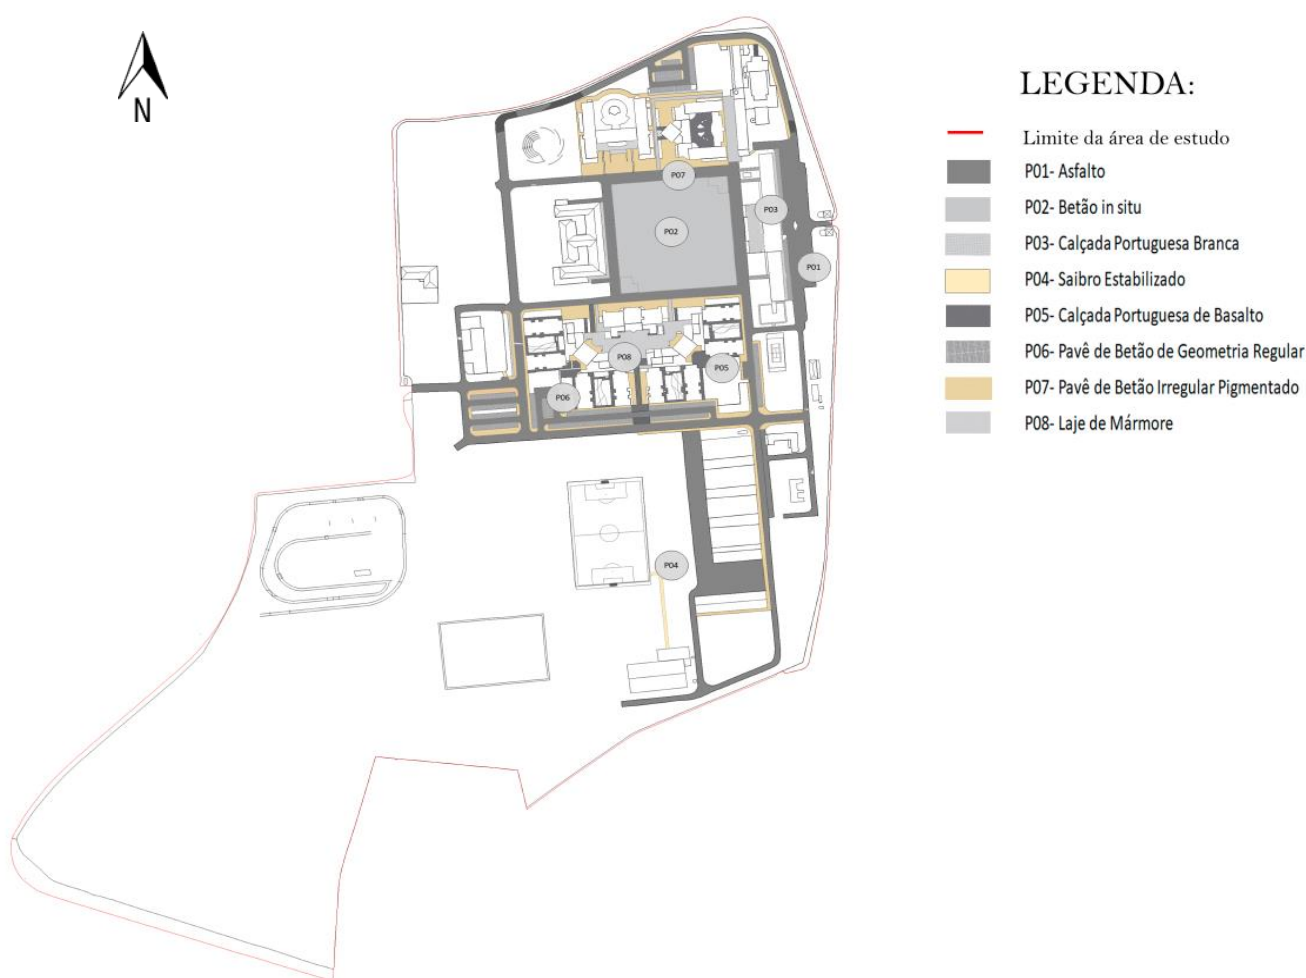 N
LEGENDA:
Limite da área de estudo
P01- Asfalto
P02- Betão in situ
P03- Calçada Portuguesa Branca
P04- Saibro Estabilizado
P05- Calçada Portuguesa de Basalto
P06- Pavê de Betão de Geometria Regular
P07- Pavê de Betão Irregular Pigmentado
P08- Laje de Mármore
P07
P03
P02
P01
P08
P05
P06
P04